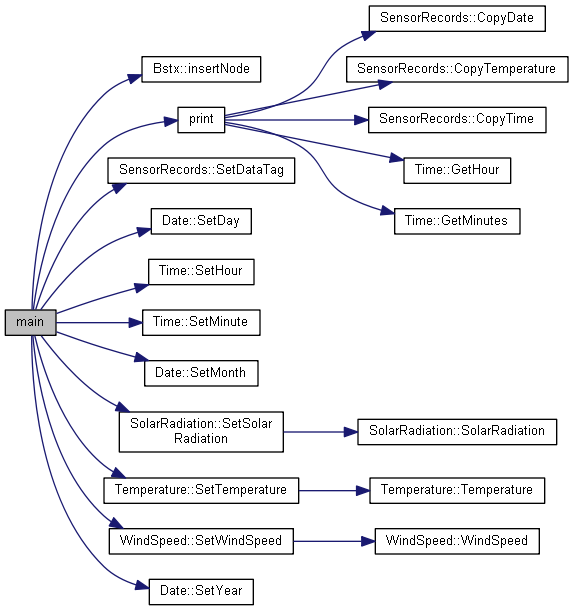 SensorRecords::CopyDate
Bstx::insertNode
SensorRecords::CopyTemperature
print
SensorRecords::CopyTime
SensorRecords::SetDataTag
Time::GetHour
Date::SetDay
Time::GetMinutes
Time::SetHour
main
Time::SetMinute
Date::SetMonth
SolarRadiation::SetSolar
Radiation
SolarRadiation::SolarRadiation
Temperature::SetTemperature
Temperature::Temperature
WindSpeed::SetWindSpeed
WindSpeed::WindSpeed
Date::SetYear